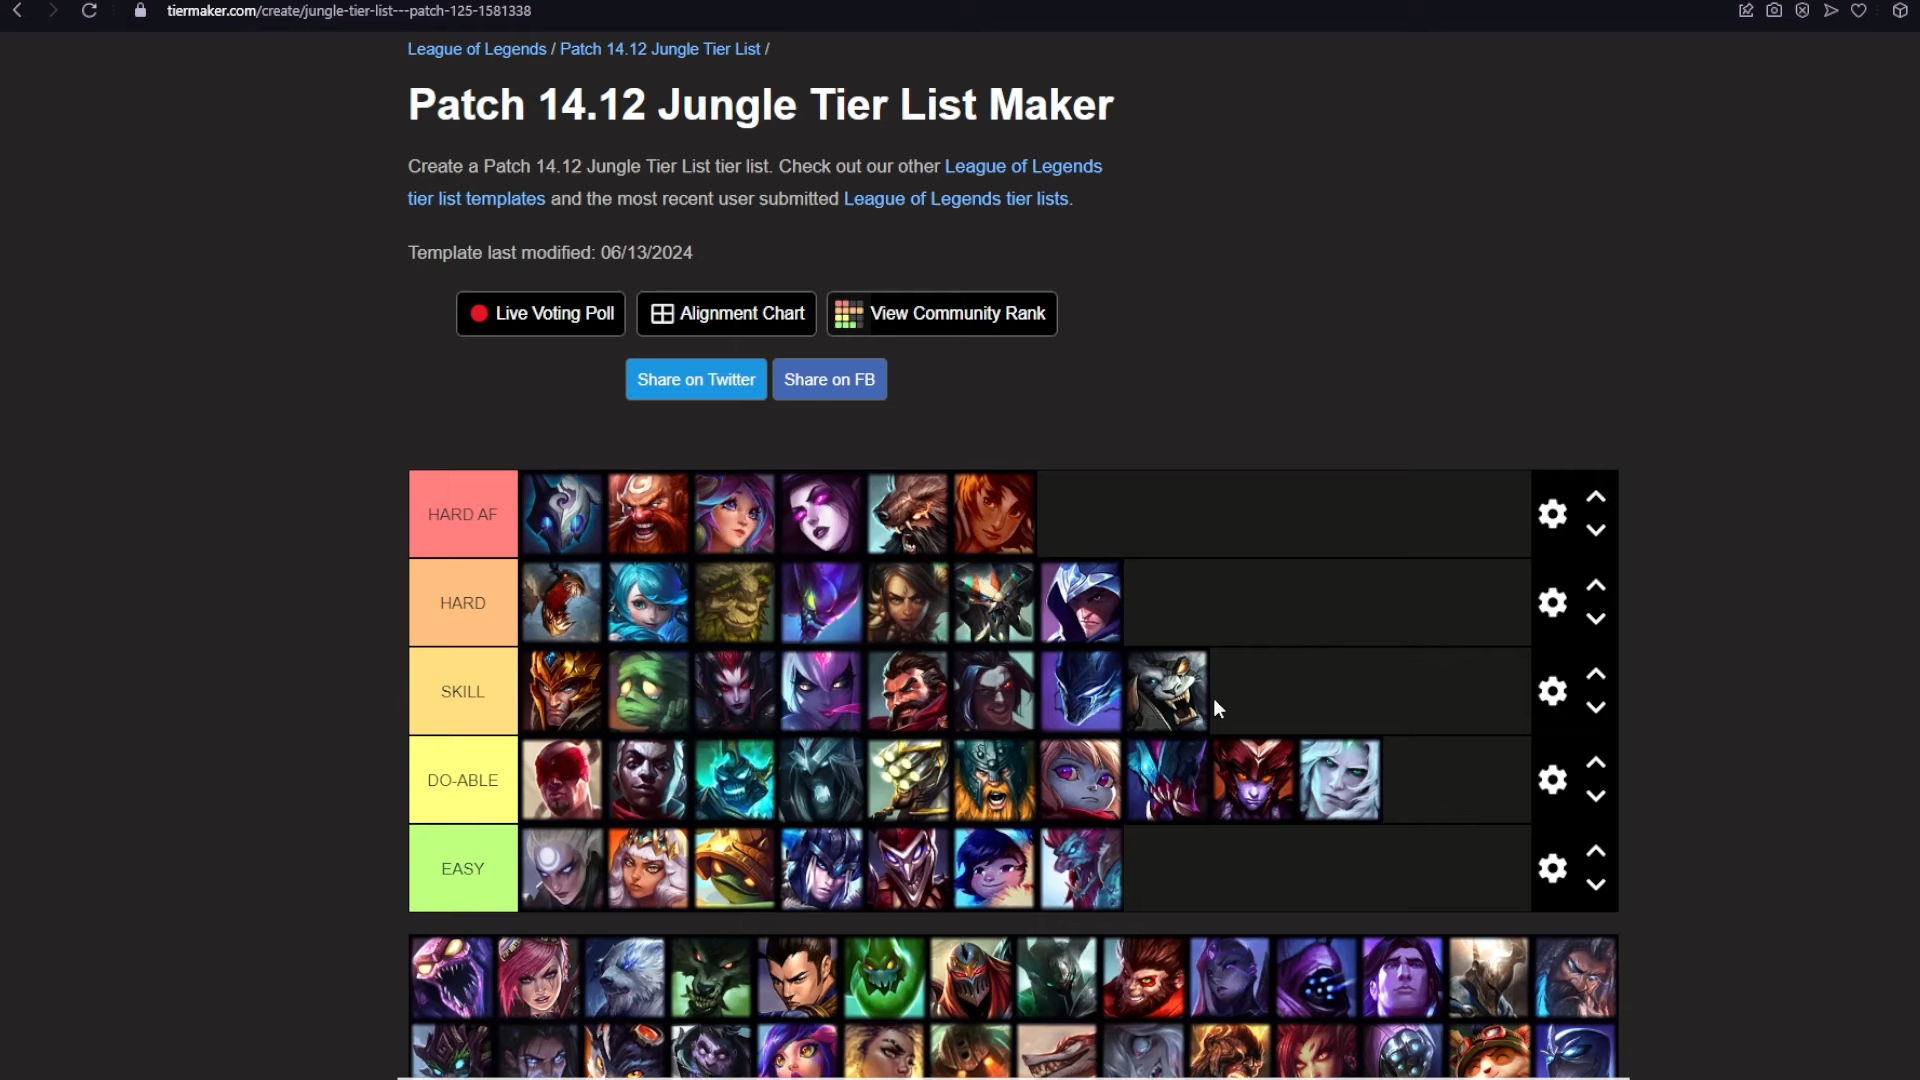 tiermaker.com/create/jungle-tier-list---patch-125-1581338
League of Legends / Patch 14.12 Jungle Tier List /
Patch 14.12 Jungle Tier List Maker
Create a Patch 14.12 Jungle Tier List tier list. Check out our other League of Legends
tier list templates and the most recent user submitted League of Legends tier lists.
Template last modified: 06/13/2024
Live Voting Poll
Alignment Chart
View Community Rank
Share on Twitter
Share on FB
HARD AF
HARD
SKILL
DO-ABLE
EASY